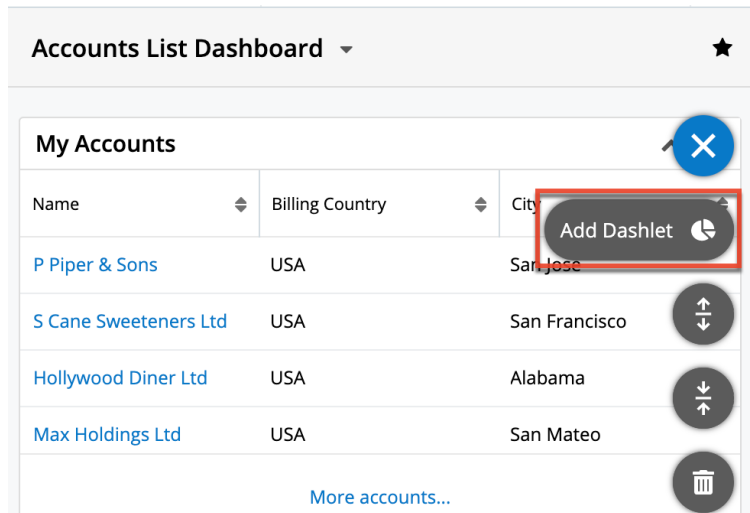 Accounts List Dashboard
My Accounts
Name Billing Country City
Add Dashlet
P Piper & Sons USA San Jose
S Cane Sweeteners Ltd USA San Francisco
Hollywood Diner Ltd USA Alabama
Max Holdings Ltd USA San Mateo
More accounts...